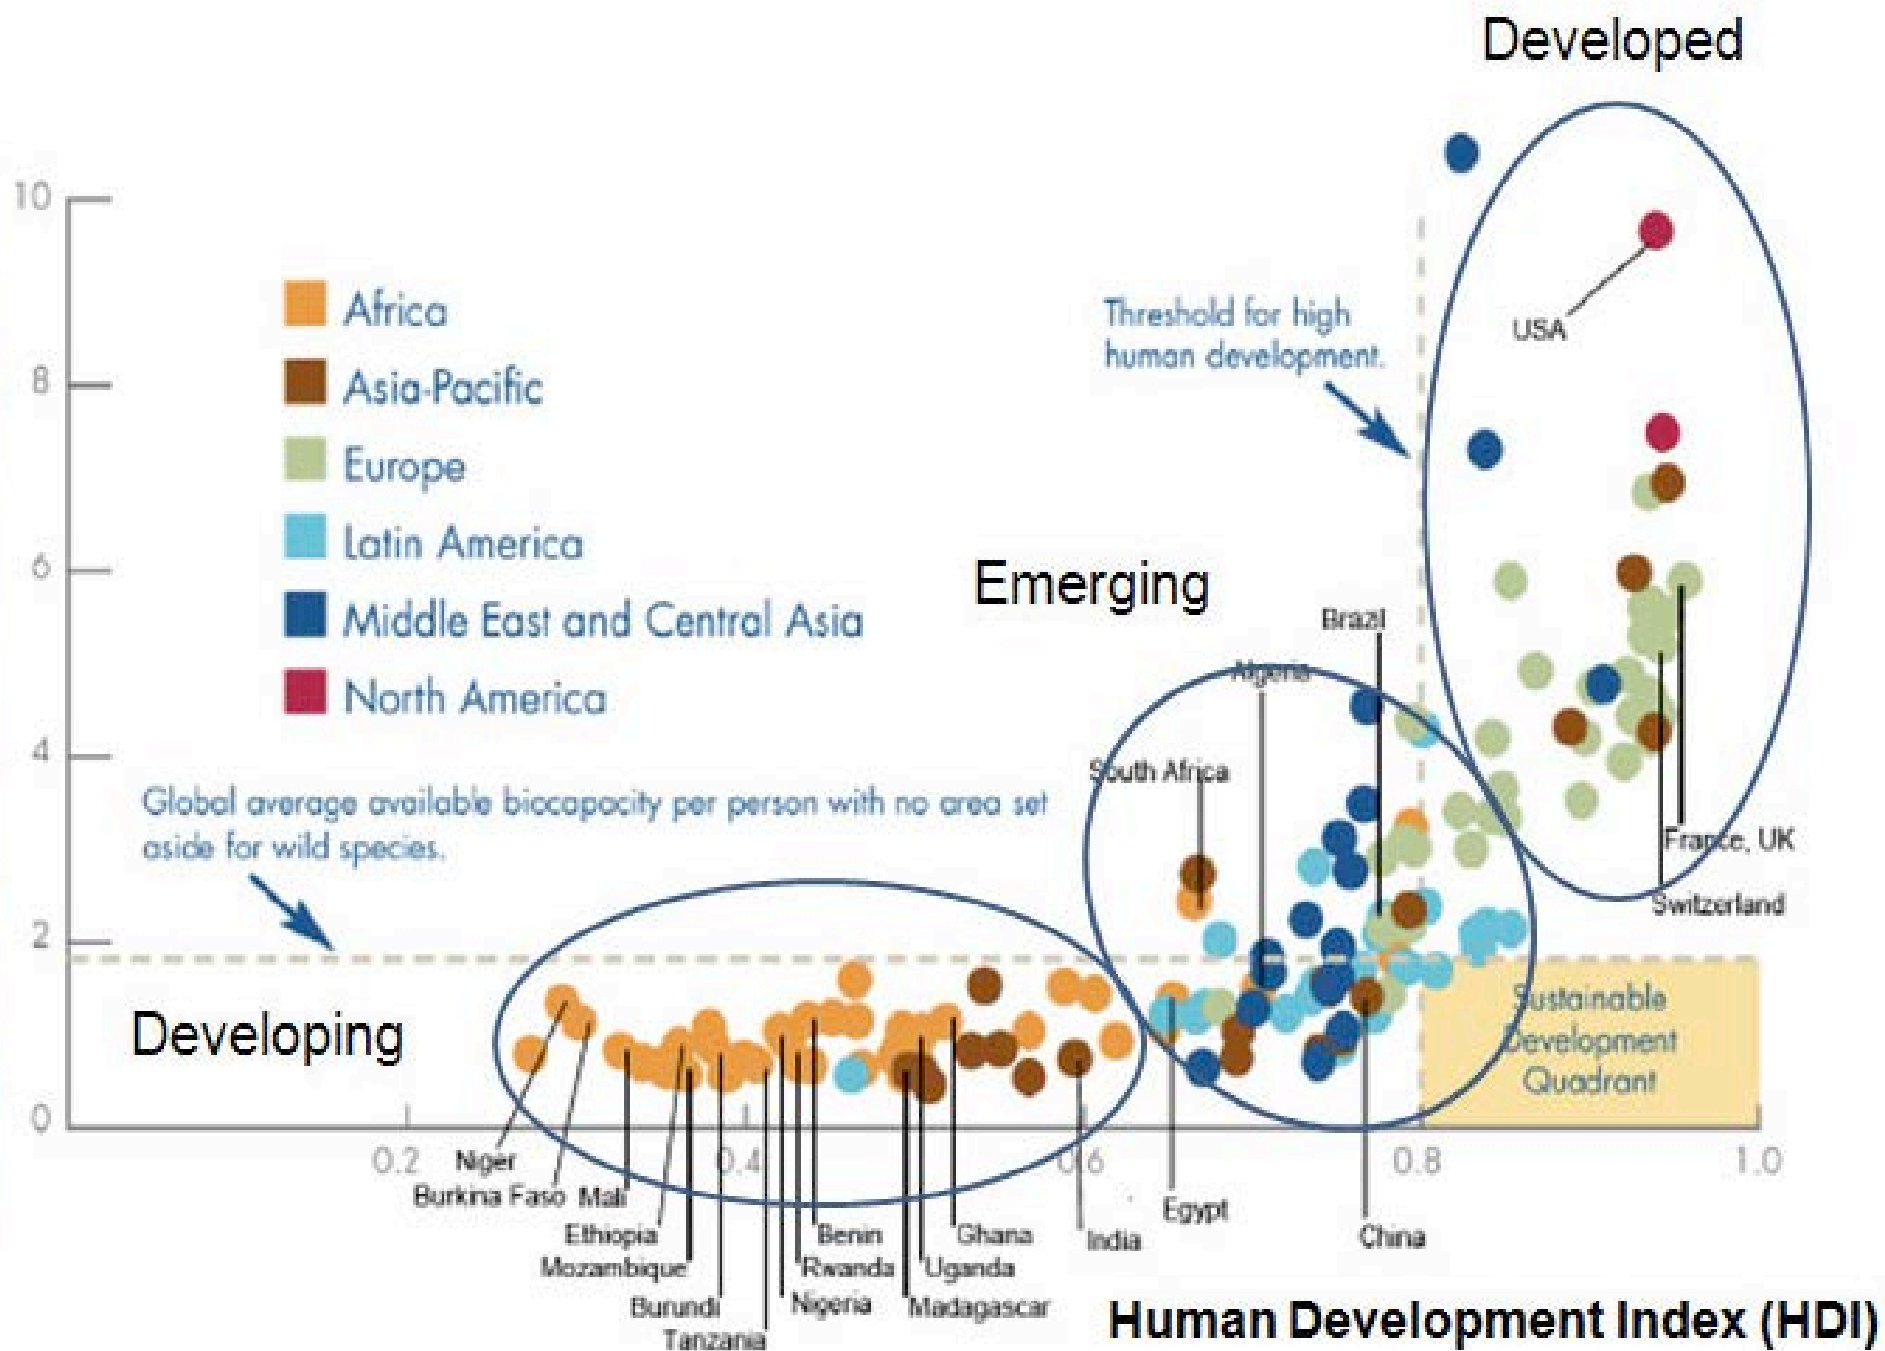 Developed
10
8
6
4
2
0
Africa
Asia-Pacific
Europe
Latin America
Middle East and Central Asia
North America
Threshold for high
human development.
USA
Emerging
Brazil
Algeria
South Africa
Global average available biocapacity per person with no area set
aside for wild species.
France, UK
Switzerland
Developing
Sustainable
Development
Quadrant
0.2
0.4
0.6
0.8
1.0
Niger
Burkina Faso
Mali
Ethiopia
Mozambique
Burundi
Tanzania
Benin
Rwanda
Nigeria
Ghana
Uganda
Madagascar
India
Egypt
China
Human Development Index (HDI)